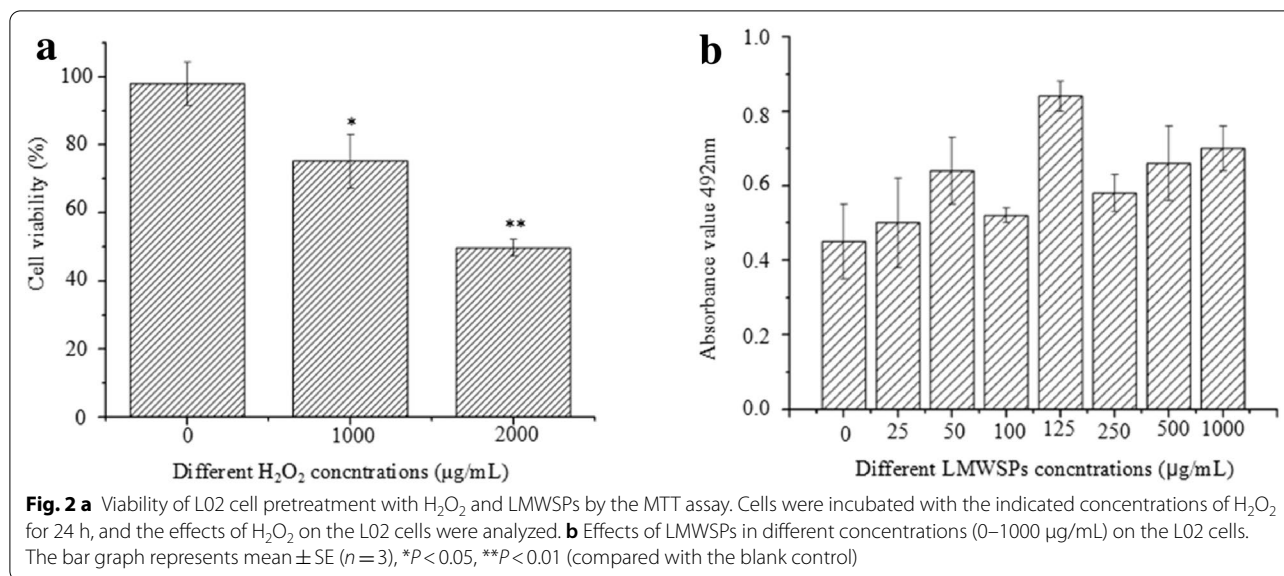 a
Cell viability (%)
100
80
60
40
20
0
*
**
0 1000 2000
Different H₂O₂ concntrations (µg/mL)
b
Absorbance value 492nm
1.0
0.8
0.6
0.4
0.2
0.0
0 25 50 100 125 250 500 1000
Different LMWSPs concntrations (µg/mL)
Fig. 2 a Viability of L02 cell pretreatment with H₂O₂ and LMWSPs by the MTT assay. Cells were incubated with the indicated concentrations of H₂O₂
for 24 h, and the effects of H₂O₂ on the L02 cells were analyzed. b Effects of LMWSPs in different concentrations (0–1000 µg/mL) on the L02 cells.
The bar graph represents mean ± SE (n = 3), *P < 0.05, **P < 0.01 (compared with the blank control)